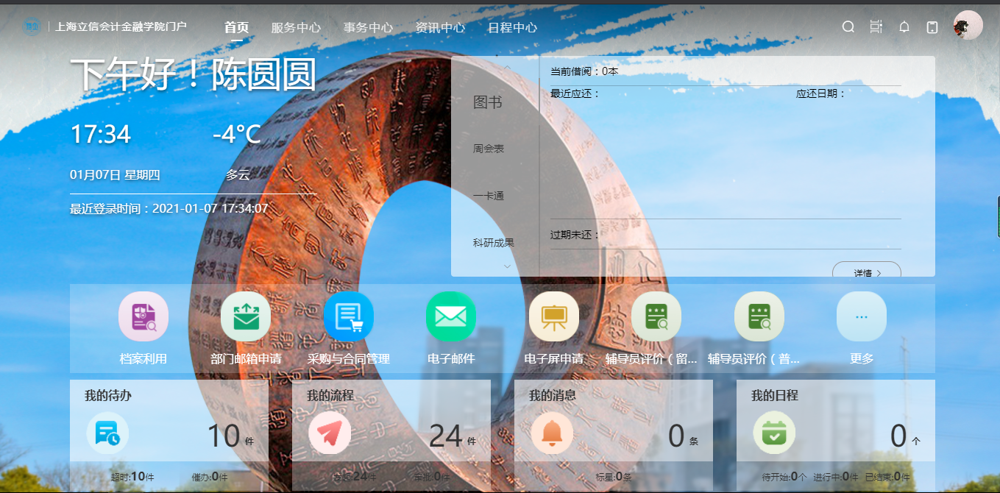 上海立信会计金融学院门户 首页 服务中心 事务中心 资讯中心 日程中心
下午好！陈圆圆
17:34 -4°C
01月07日 星期四 多云
最近登录时间：2021-01-07 17:34:07
图书
周会表
一卡通
科研成果
当前借阅：0本
最近应还： 应还日期：
过期未还：
详情
档案利用 部门邮箱申请 采购与合同管理 电子邮件 电子屏申请 辅导员评价（留... 辅导员评价（普... 更多
我的待办 我的流程 我的消息 我的日程
10 件 24 件 0 条 0 个
超时:10件 催办:0件 发起:24件 审批:0件 标星:0条 待开始:0个 进行中:0件 已结束:0件